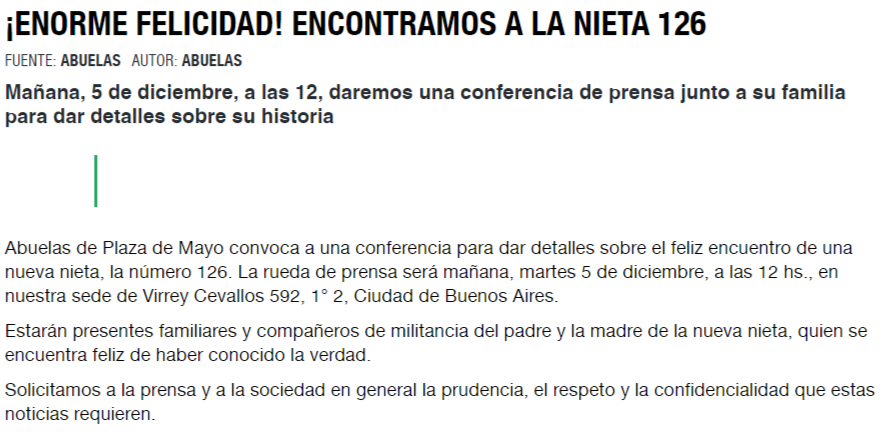 ¡ENORME FELICIDAD! ENCONTRAMOS A LA NIETA 126
FUENTE: ABUELAS AUTOR: ABUELAS
Mañana, 5 de diciembre, a las 12, daremos una conferencia de prensa junto a su familia
para dar detalles sobre su historia
Abuelas de Plaza de Mayo convoca a una conferencia para dar detalles sobre el feliz encuentro de una
nueva nieta, la número 126. La rueda de prensa será mañana, martes 5 de diciembre, a las 12 hs., en
nuestra sede de Virrey Cevallos 592, 1° 2, Ciudad de Buenos Aires.
Estarán presentes familiares y compañeros de militancia del padre y la madre de la nueva nieta, quien se
encuentra feliz de haber conocido la verdad.
Solicitamos a la prensa y a la sociedad en general la prudencia, el respeto y la confidencialidad que estas
noticias requieren.